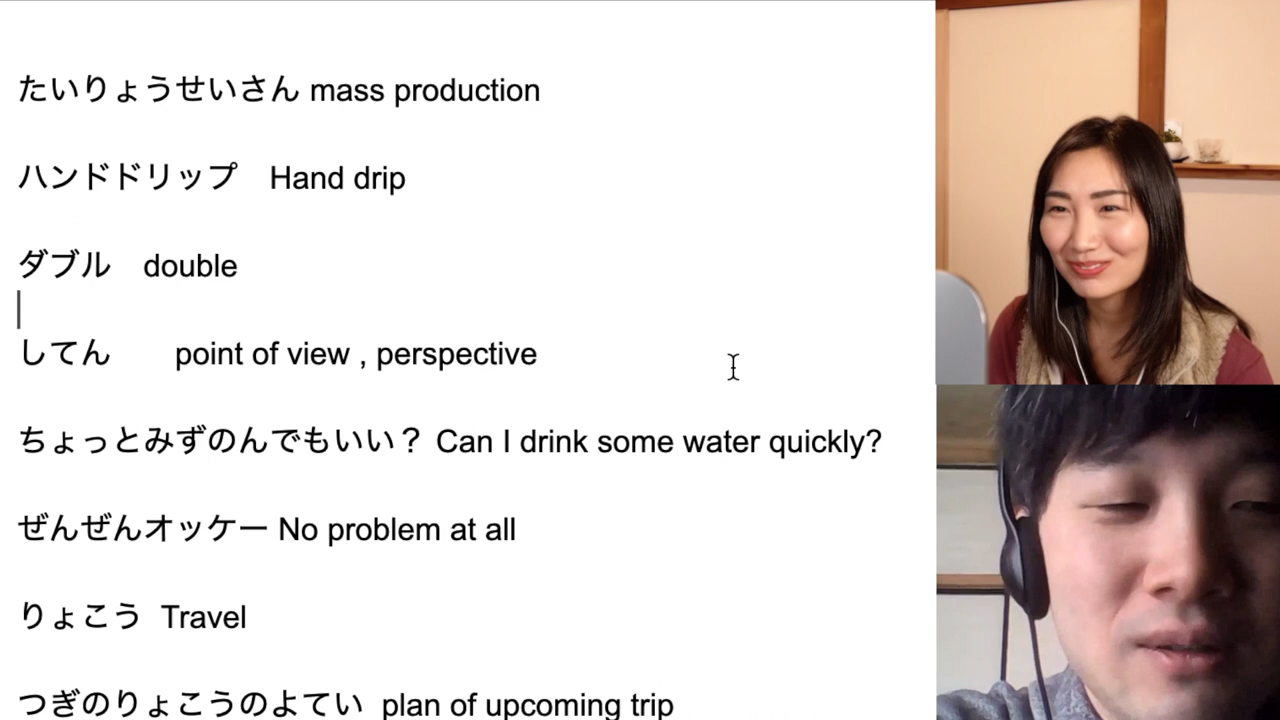 たいりょうせいさん mass production
ハンドドリップ　Hand drip
ダブル　double
してん　　point of view , perspective
ちょっとみずのんでもいい？ Can I drink some water quickly?
ぜんぜんオッケー No problem at all
りょこう Travel
つぎのりょこうのよてい plan of upcoming trip